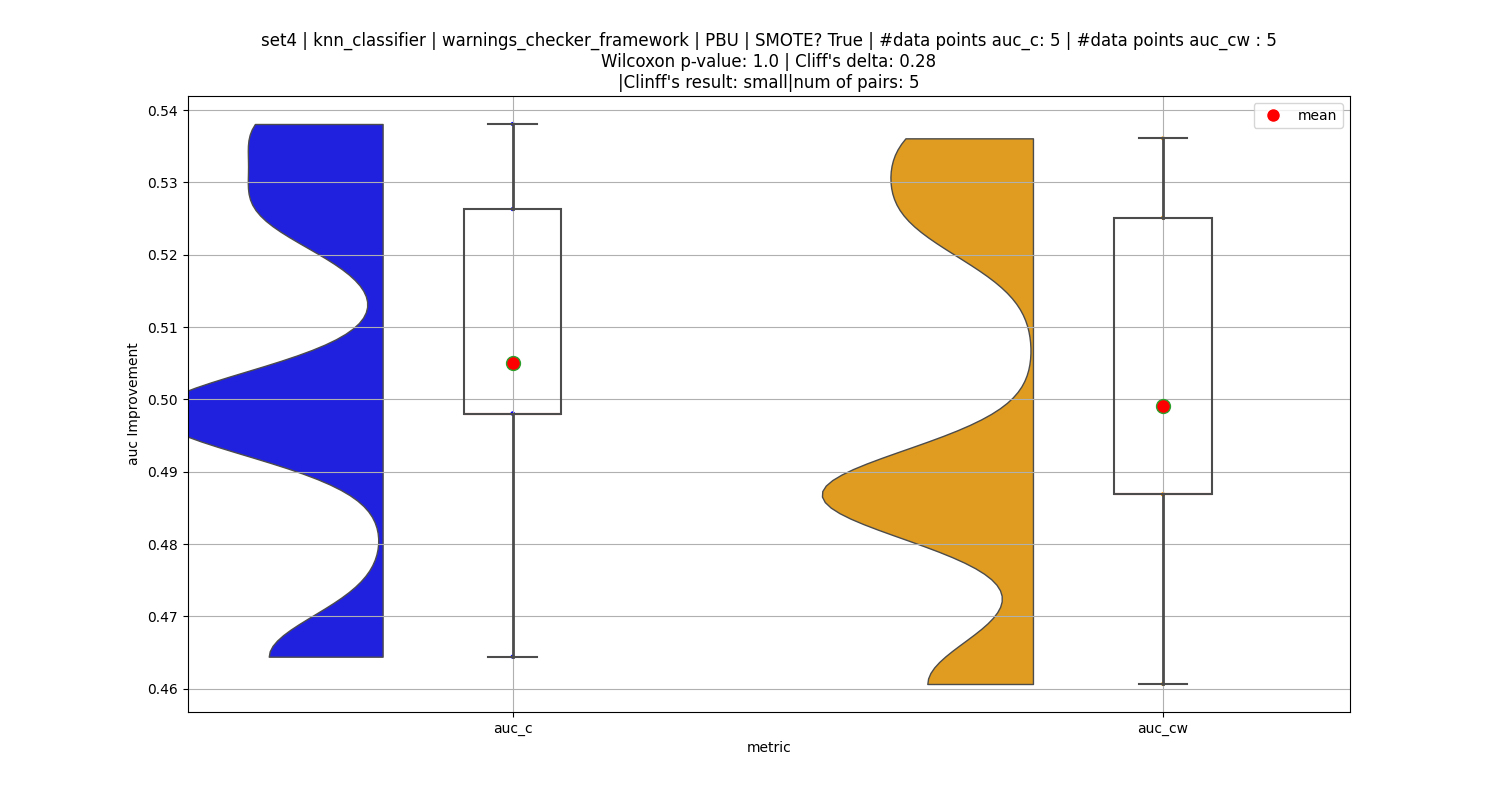 set4 | knn_classifier | warnings_checker_framework | PBU | SMOTE? True | #data points auc_c: 5 | #data points auc_cw : 5
Wilcoxon p-value: 1.0 | Cliff's delta: 0.28
|Clinff's result: small|num of pairs: 5
mean
0.54
0.53
0.52
0.51
0.50
0.49
0.48
0.47
0.46
auc Improvement
auc_c
auc_cw
metric